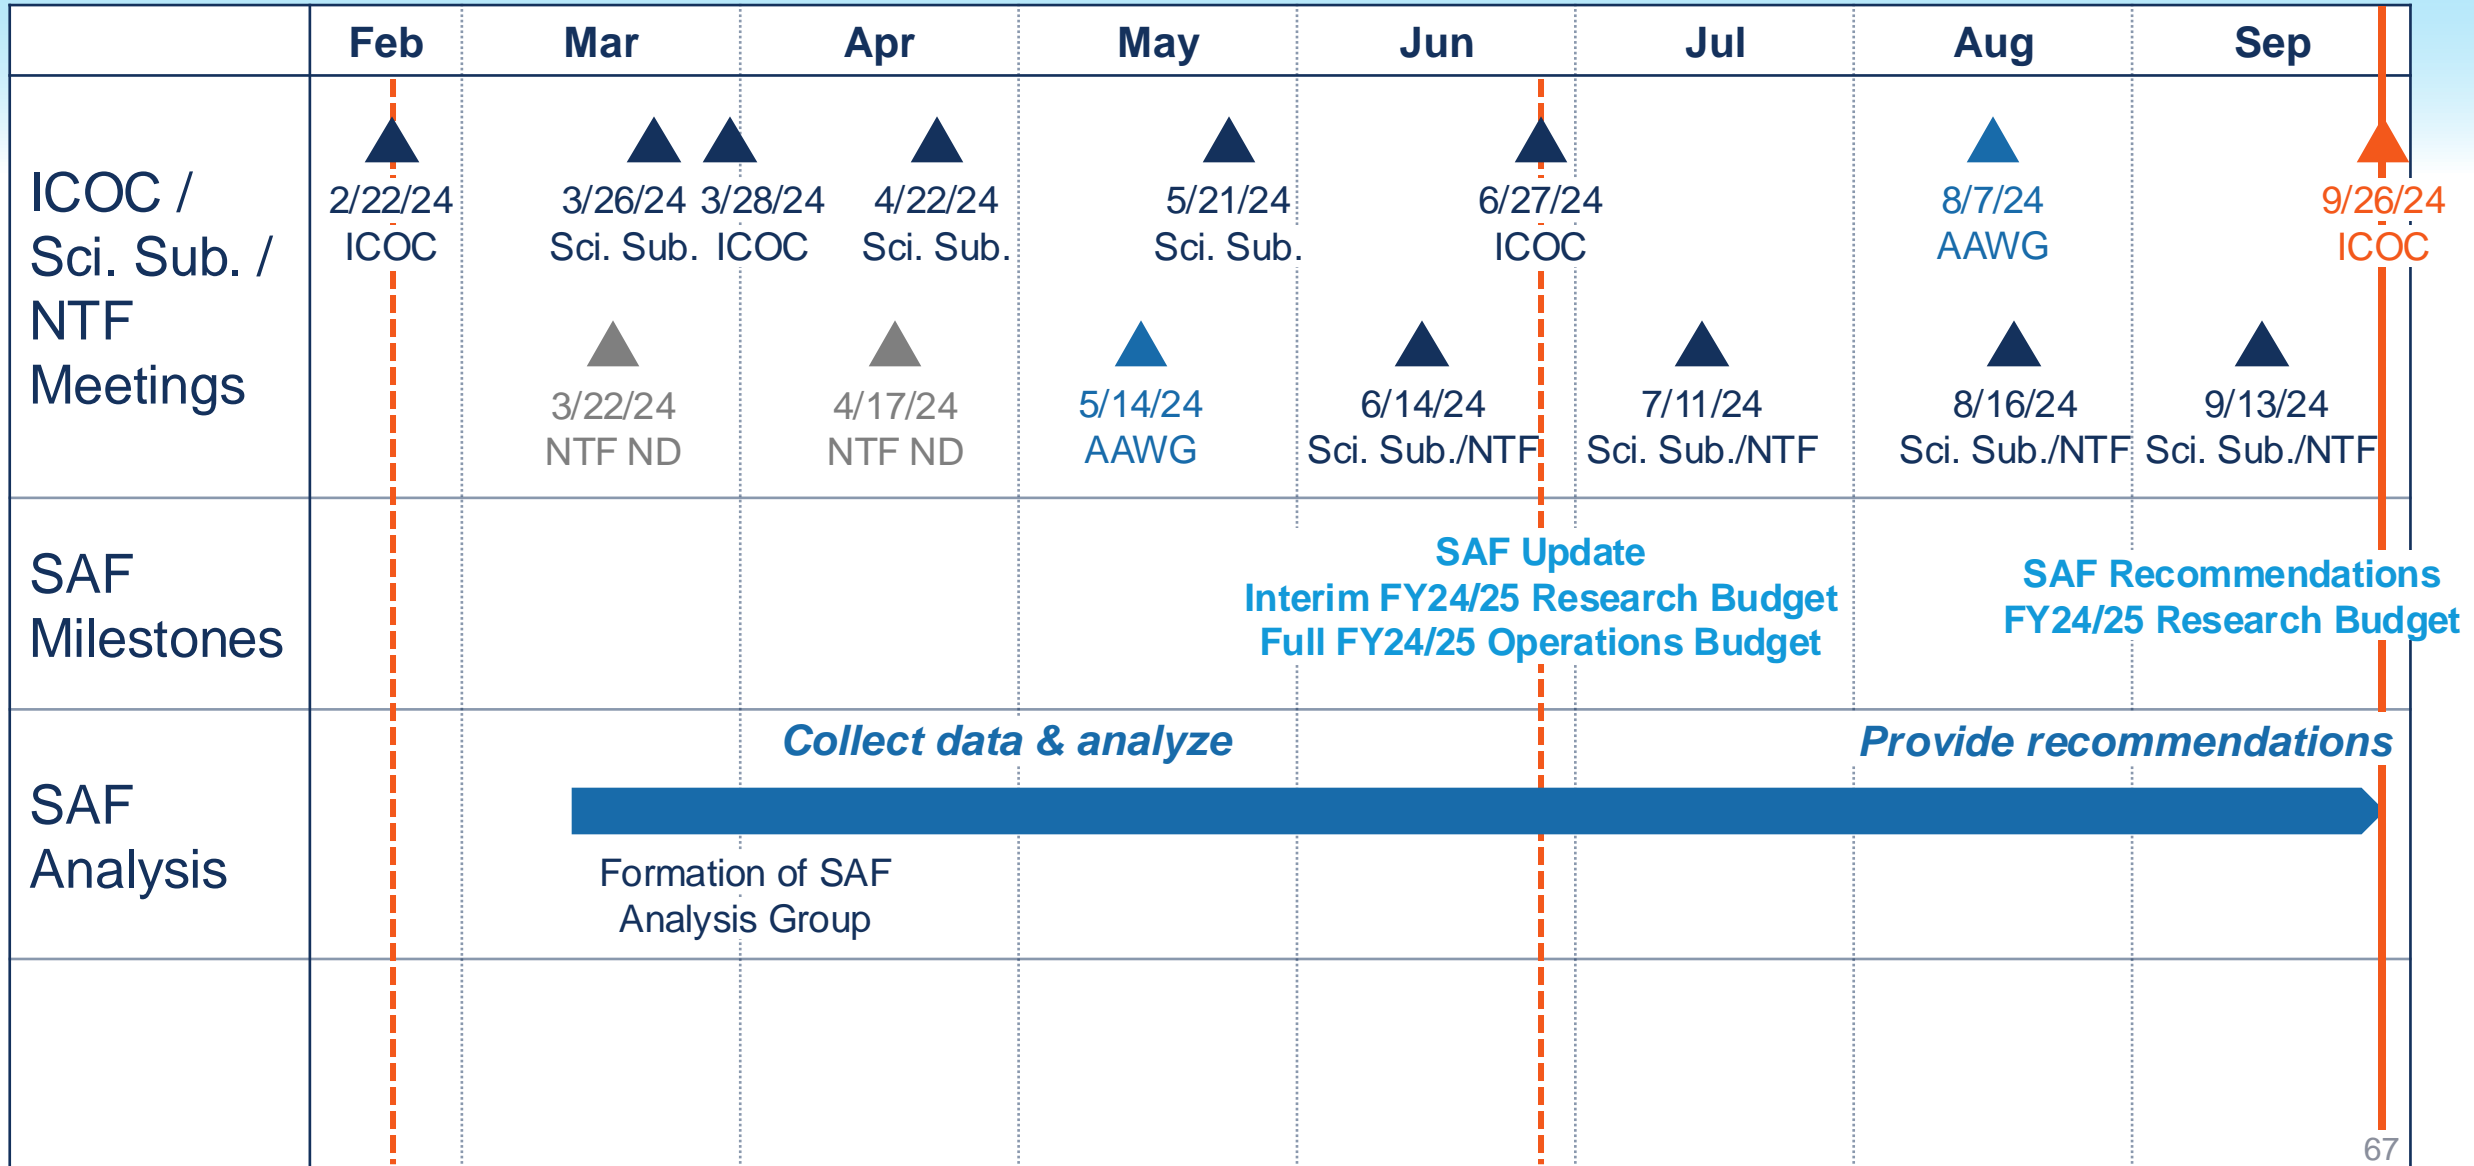 Feb Mar Apr May Jun Jul Aug Sep
ICOC /
Sci. Sub. /
NTF
Meetings
2/22/24
ICOC
3/26/24
Sci. Sub.
3/28/24
ICOC
4/22/24
Sci. Sub.
5/21/24
Sci. Sub.
6/27/24
ICOC
8/7/24
AAWG
9/26/24
ICOC
3/22/24
NTF ND
4/17/24
NTF ND
5/14/24
AAWG
6/14/24
Sci. Sub./NTF
7/11/24
Sci. Sub./NTF
8/16/24
Sci. Sub./NTF
9/13/24
Sci. Sub./NTF
SAF
Milestones
SAF Update
Interim FY24/25 Research Budget
Full FY24/25 Operations Budget
SAF Recommendations
FY24/25 Research Budget
SAF
Analysis
Collect data & analyze
Provide recommendations
Formation of SAF
Analysis Group
67